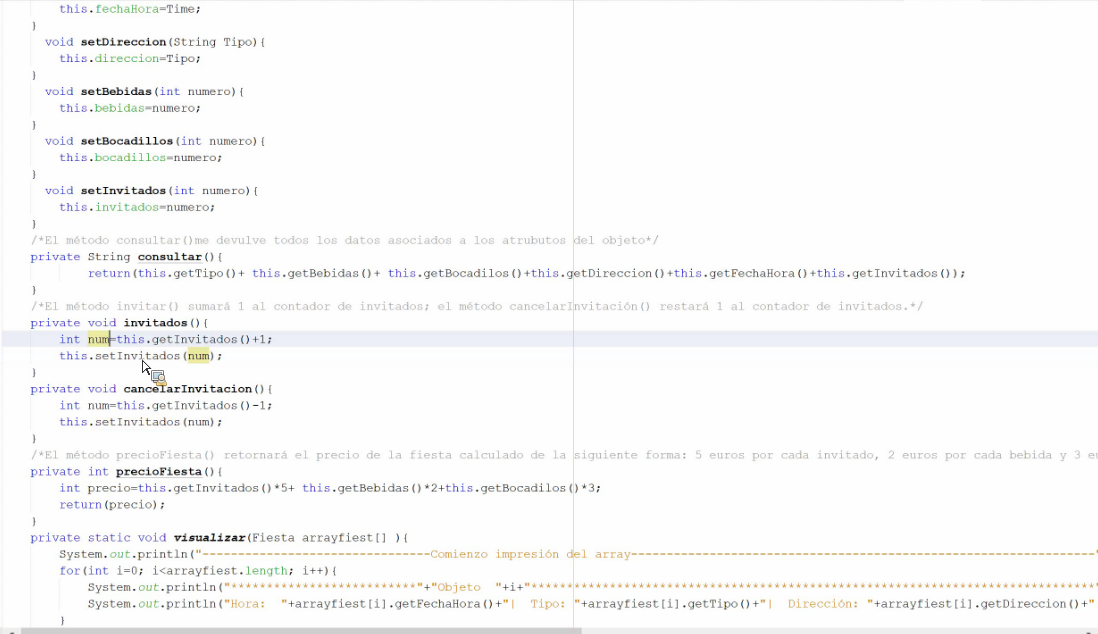 this.fechaHora=Time;
}
void setDireccion(String Tipo){
this.direccion=Tipo;
}
void setBebidas(int numero){
this.bebidas=numero;
}
void setBocadillos(int numero){
this.bocadillos=numero;
}
void setInvitados(int numero){
this.invitados=numero;
}
/*El método consultar()me devulve todos los datos asociados a los atrubutos del objeto*/
private String consultar(){
return(this.getTipo()+ this.getBebidas()+ this.getBocadilos()+this.getDireccion()+this.getFechaHora()+this.getInvitados());
}
/*El método invitar() sumará 1 al contador de invitados; el método cancelarInvitación() restará 1 al contador de invitados.*/
private void invitados(){
int num=this.getInvitados()+1;
this.setInvitados(num);
}
private void cancelarInvitacion(){
int num=this.getInvitados()-1;
this.setInvitados(num);
}
/*El método precioFiesta() retornará el precio de la fiesta calculado de la siguiente forma: 5 euros por cada invitado, 2 euros por cada bebida y 3 eu
private int precioFiesta(){
int precio=this.getInvitados()*5+ this.getBebidas()*2+this.getBocadilos()*3;
return(precio);
}
private static void visualizar(Fiesta arrayfiest[] ){
System.out.println("--------------------------------Comienzo impresión del array-----------------------------------------------------------------"
for(int i=0; i<arrayfiest.length; i++){
System.out.println("**************************"+"Objeto  "+i+"********************************************************************************"
System.out.println("Hora:  "+arrayfiest[i].getFechaHora()+"|  Tipo: "+arrayfiest[i].getTipo()+"|  Dirección: "+arrayfiest[i].getDireccion()+"
}